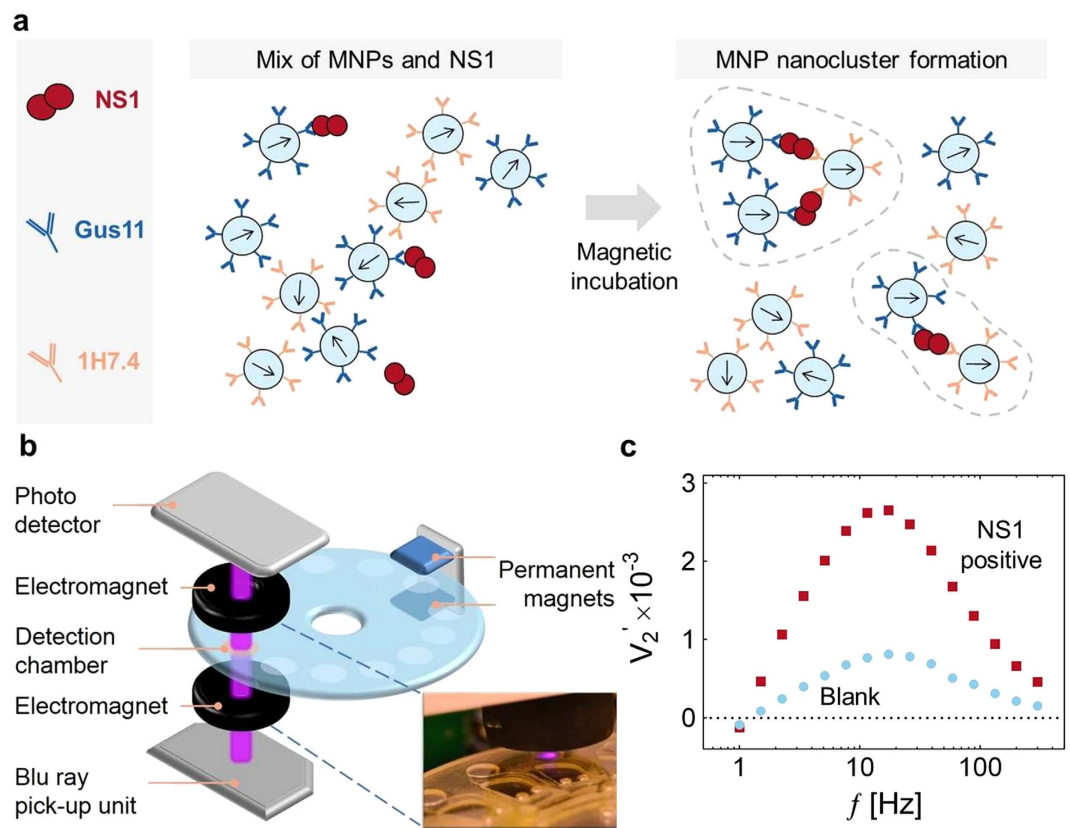 a
Mix of MNPs and NS1
MNP nanocluster formation
NS1
Gus11
1H7.4
Magnetic
incubation
b
Photo
detector
Electromagnet
Detection
chamber
Electromagnet
Blu ray
pick-up unit
Permanent
magnets
c
V₂' ×10⁻³
3
2
1
0
NS1
positive
Blank
1
10
100
f [Hz]